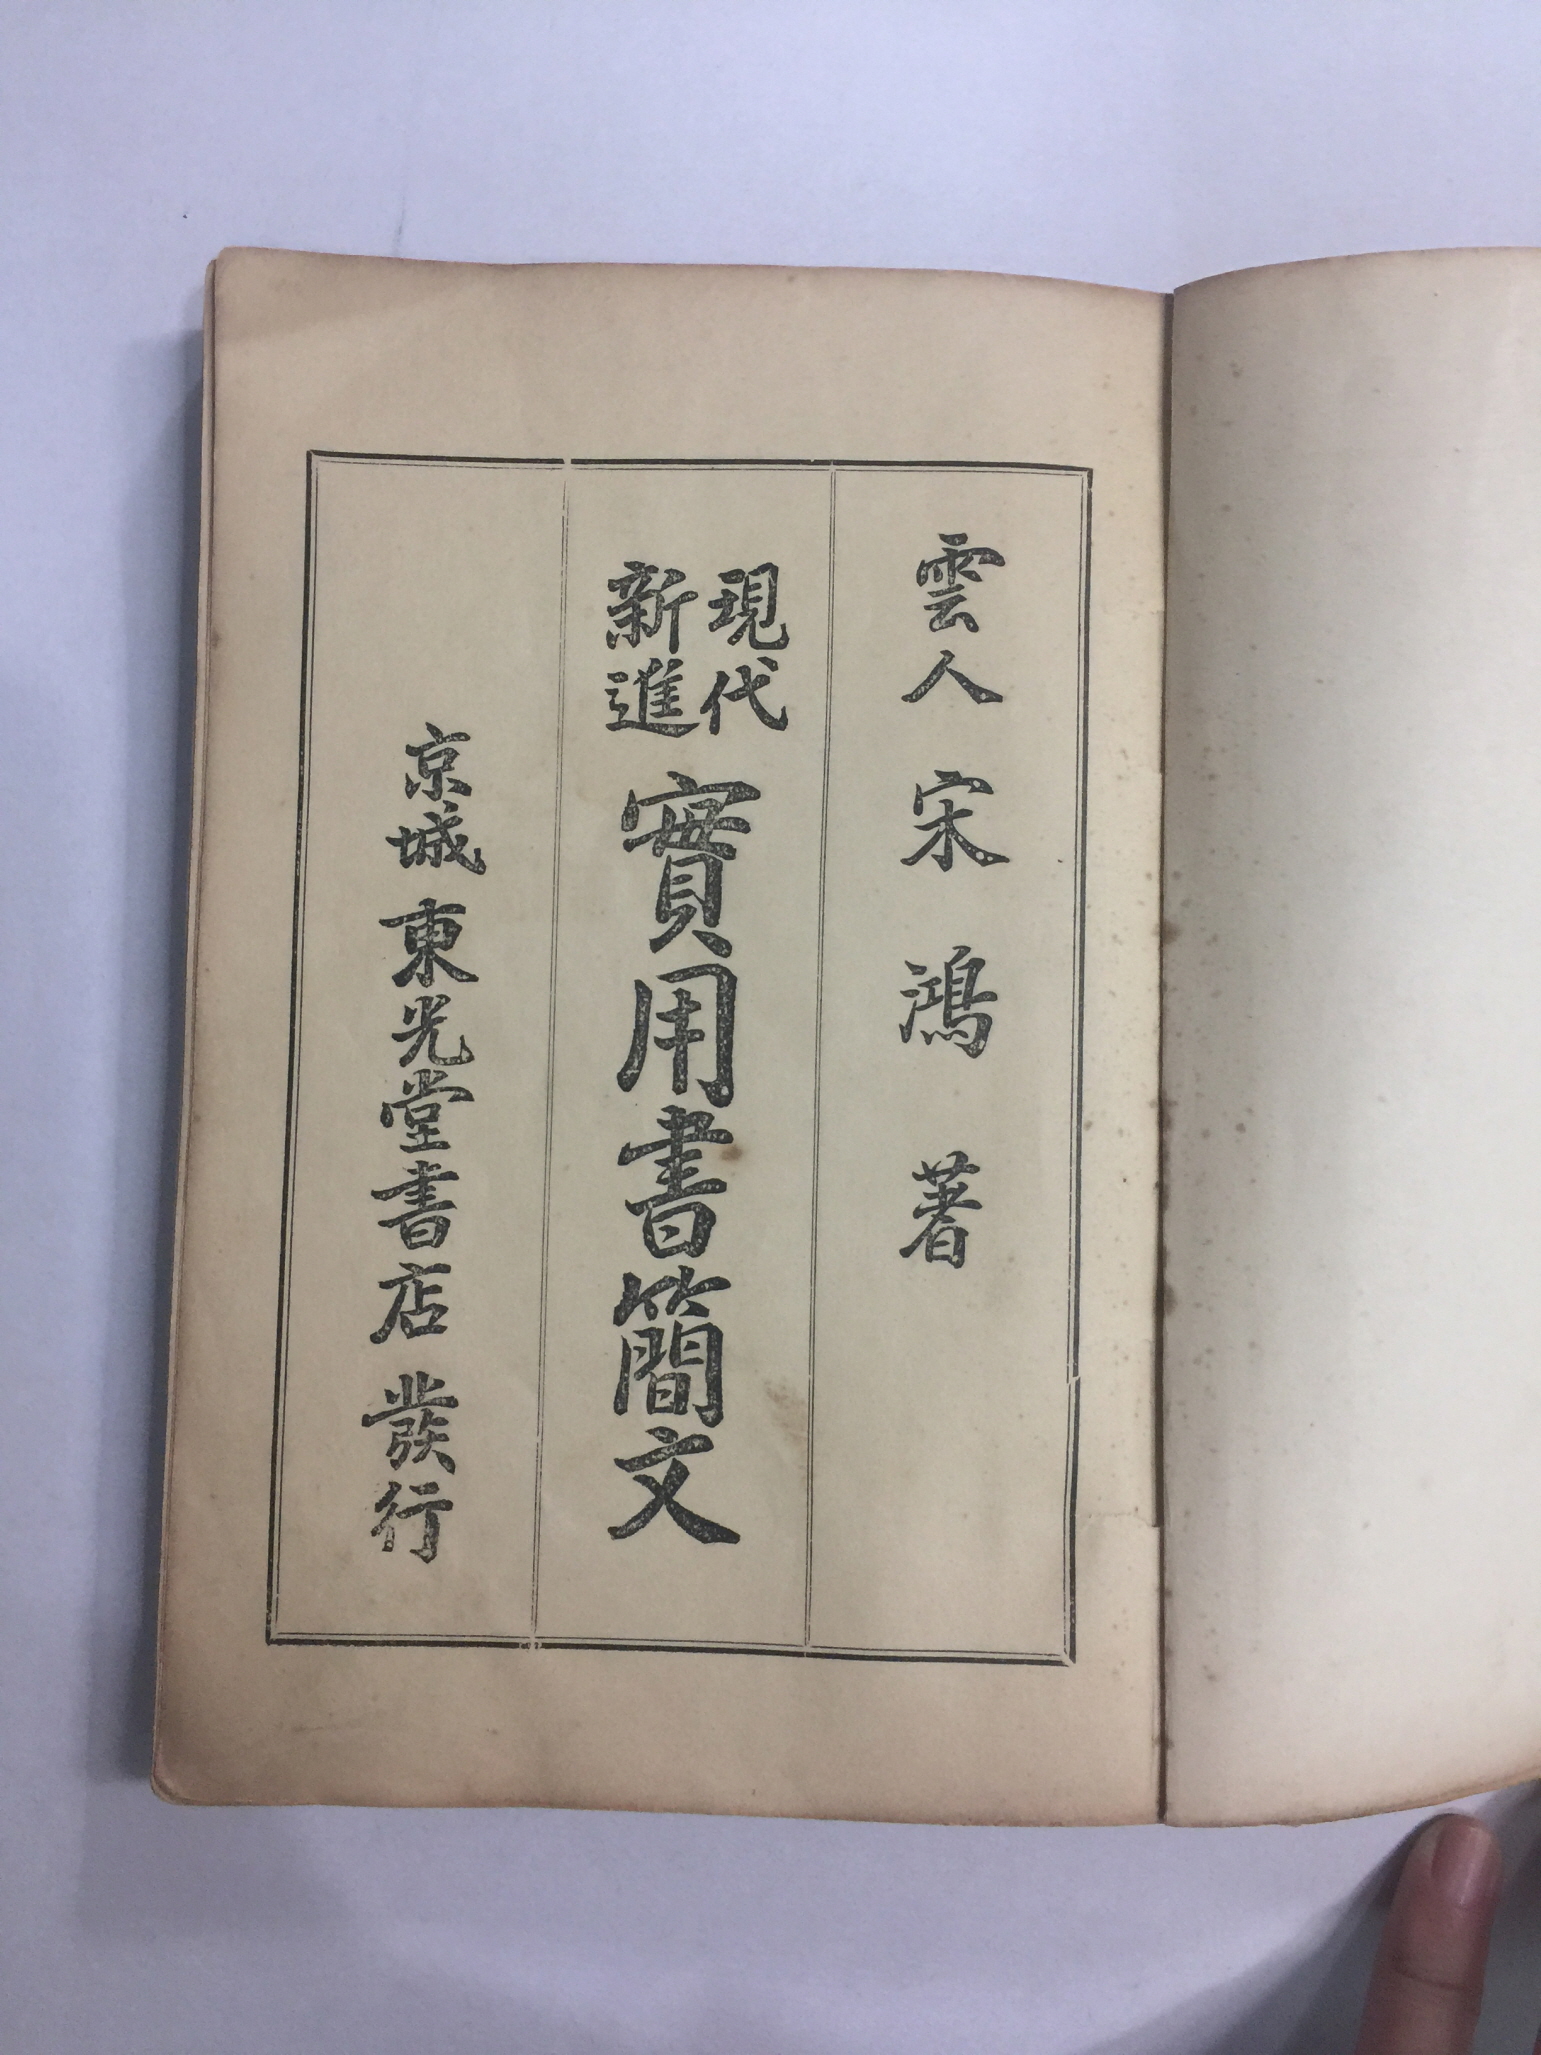 雲人 宋鴻 著
現代
新進
實用書簡文
京城 東光堂書店 發行